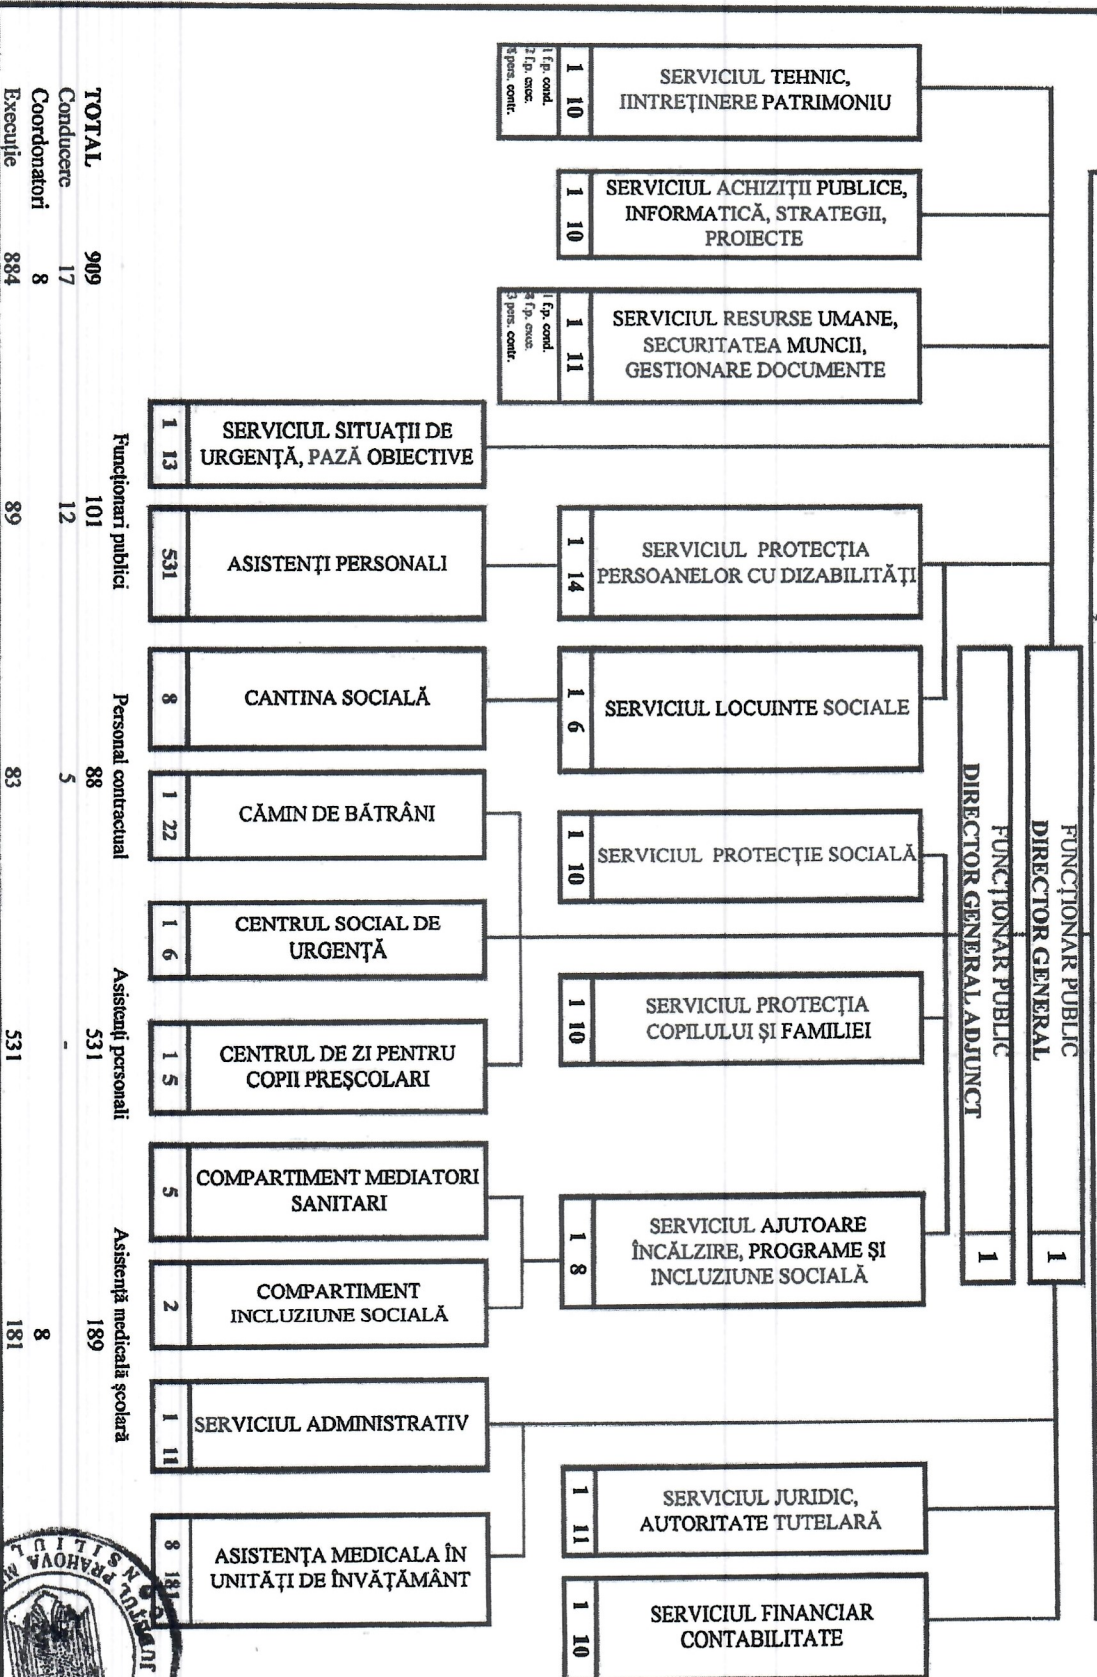 FUNCȚIONAR PUBLIC
DIRECTOR GENERAL
1
FUNCȚIONAR PUBLIC
DIRECTOR GENERAL ADJUNCT
1
SERVICIUL TEHNIC,
IINTREȚINERE PATRIMONIU
1 10
1 f.p. cond.
2 f.p. exec.
8 pers. contr.
SERVICIUL ACHIZIȚII PUBLICE,
INFORMATICĂ, STRATEGII,
PROIECTE
1 10
SERVICIUL RESURSE UMANE,
SECURITATEA MUNCII,
GESTIONARE DOCUMENTE
1 11
1 f.p. cond.
8 f.p. exec.
3 pers. contr.
SERVICIUL PROTECȚIA
PERSOANELOR CU DIZABILITĂȚI
1 14
SERVICIUL LOCUINTE SOCIALE
1 6
SERVICIUL PROTECȚIE SOCIALĂ
1 10
SERVICIUL PROTECȚIA
COPILULUI ȘI FAMILIEI
1 10
SERVICIUL AJUTOARE
ÎNCĂLZIRE, PROGRAME ȘI
INCLUZIUNE SOCIALĂ
1 8
SERVICIUL JURIDIC,
AUTORITATE TUTELARĂ
1 11
SERVICIUL FINANCIAR
CONTABILITATE
1 10
SERVICIUL SITUAȚII DE
URGENȚĂ, PAZĂ OBIECTIVE
1 13
ASISTENȚI PERSONALI
531
CANTINA SOCIALĂ
8
CĂMIN DE BĂTRÂNI
1 22
CENTRUL SOCIAL DE
URGENȚĂ
1 6
CENTRUL DE ZI PENTRU
COPII PREȘCOLARI
1 5
COMPARTIMENT MEDIATORI
SANITARI
5
COMPARTIMENT
INCLUZIUNE SOCIALĂ
2
SERVICIUL ADMINISTRATIV
1 11
ASISTENȚA MEDICALA ÎN
UNITĂȚI DE ÎNVĂȚĂMÂNT
8 181
Funcționari publici Personal contractual Asistenți personali Asistență medicală școlară
TOTAL 909 101 88 531 189
Conducere 17 12 5 -
Coordonatori 8 8
Execuție 884 89 83 531 181
JUDEȚUL PRAHOVA
CONSILIUL